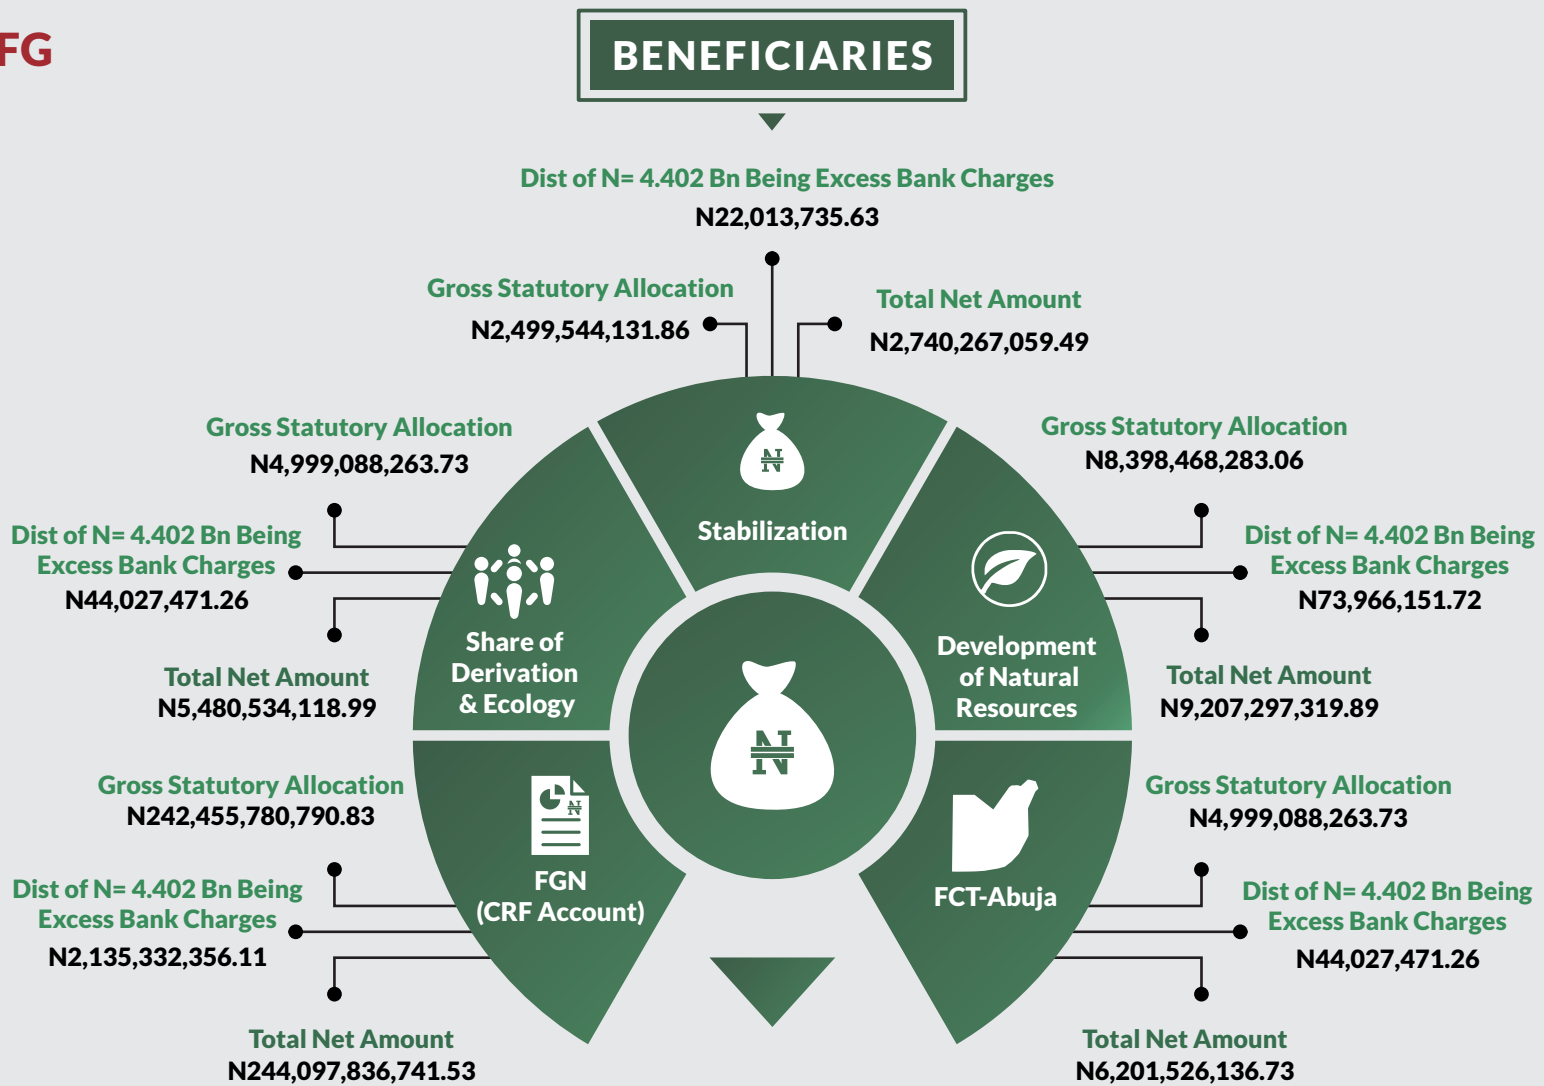 FG
BENEFICIARIES
Dist of N= 4.402 Bn Being Excess Bank Charges
N22,013,735.63
Gross Statutory Allocation
N2,499,544,131.86
Total Net Amount
N2,740,267,059.49
Stabilization
Gross Statutory Allocation
N4,999,088,263.73
Dist of N= 4.402 Bn Being
Excess Bank Charges
N44,027,471.26
Total Net Amount
N5,480,534,118.99
Share of
Derivation
& Ecology
Gross Statutory Allocation
N8,398,468,283.06
Dist of N= 4.402 Bn Being
Excess Bank Charges
N73,966,151.72
Total Net Amount
N9,207,297,319.89
Development
of Natural
Resources
Gross Statutory Allocation
N242,455,780,790.83
Dist of N= 4.402 Bn Being
Excess Bank Charges
N2,135,332,356.11
Total Net Amount
N244,097,836,741.53
₦
FGN
(CRF Account)
₦
₦
Gross Statutory Allocation
N4,999,088,263.73
Dist of N= 4.402 Bn Being
Excess Bank Charges
N44,027,471.26
Total Net Amount
N6,201,526,136.73
FCT-Abuja